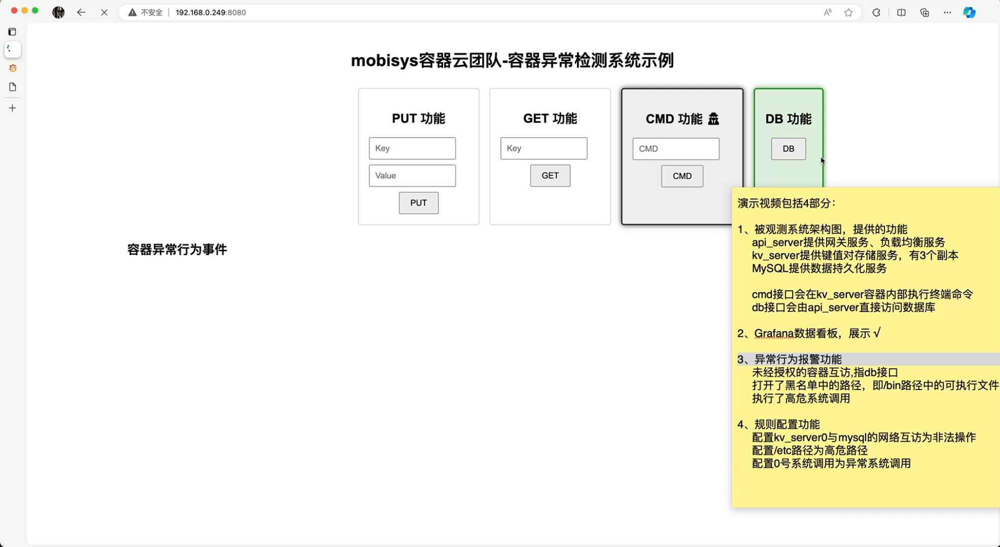 不安全
192.168.0.249:8080
mobisys容器云团队-容器异常检测系统示例
PUT 功能
Key
Value
PUT
GET 功能
Key
GET
CMD 功能
CMD
CMD
DB 功能
DB
容器异常行为事件
演示视频包括4部分：
1、被观测系统架构图，提供的功能
api_server提供网关服务、负载均衡服务
kv_server提供键值对存储服务，有3个副本
MySQL提供数据持久化服务
cmd接口会在kv_server容器内部执行终端命令
db接口会由api_server直接访问数据库
2、Grafana数据看板，展示 √
3、异常行为报警功能
未经授权的容器互访,指db接口
打开了黑名单中的路径，即/bin路径中的可执行文件
执行了高危系统调用
4、规则配置功能
配置kv_server0与mysql的网络互访为非法操作
配置/etc路径为高危路径
配置0号系统调用为异常系统调用